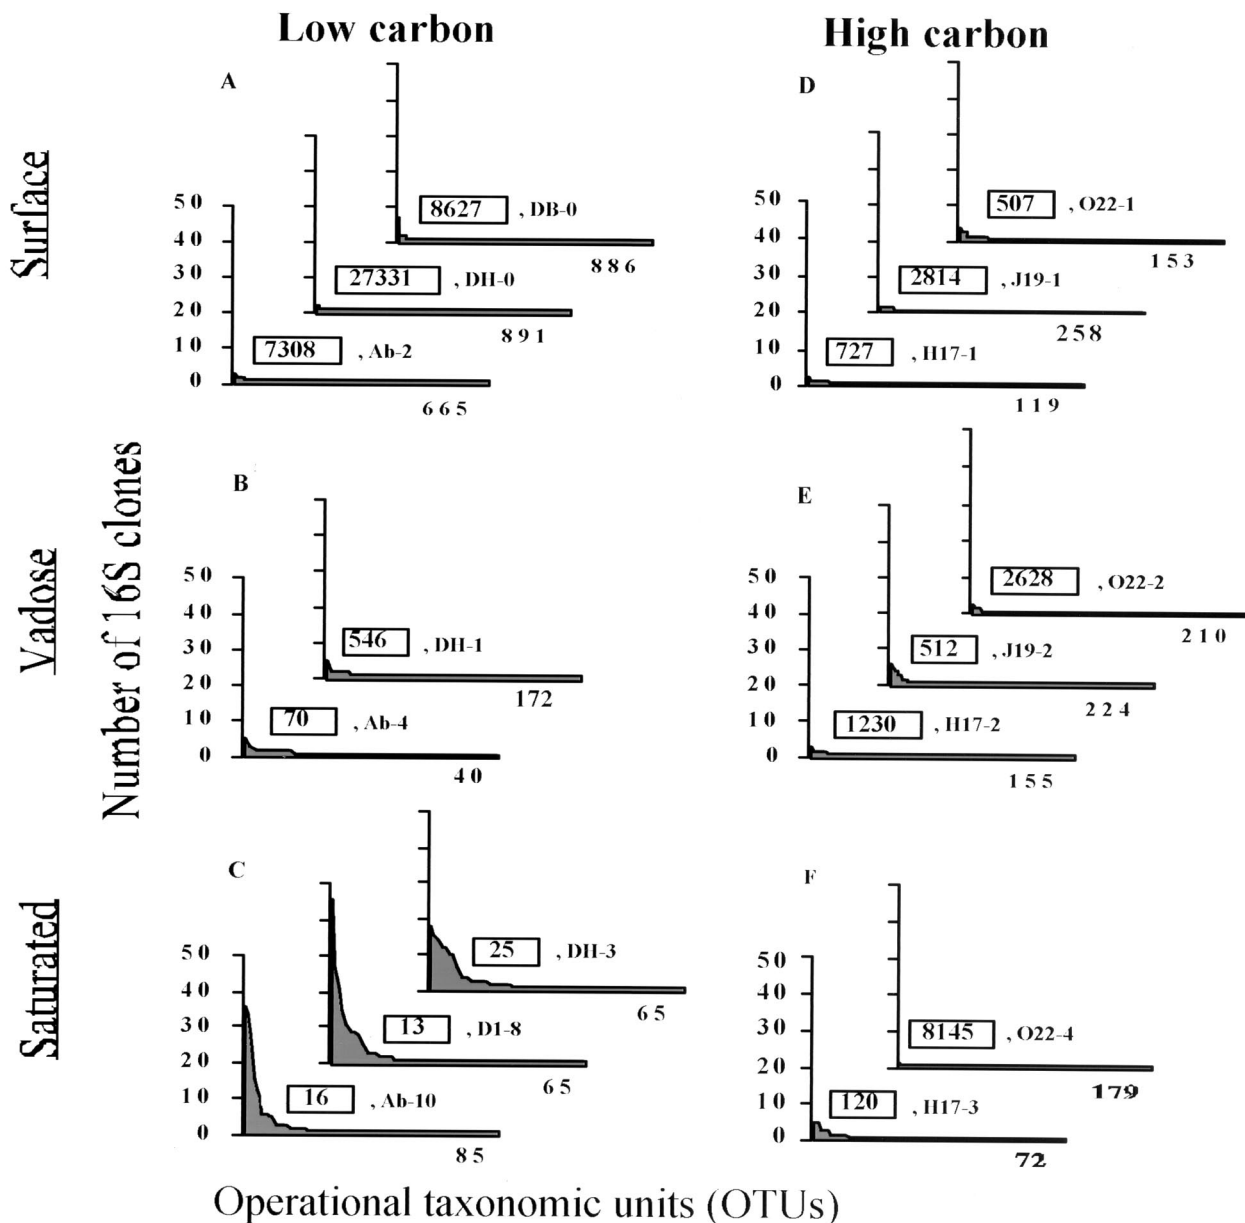 Low carbon
High carbon
Surface
Vadose
Saturated
Number of 16S clones
A
50
40
30
20
10
0
8627 , DB-0
886
27331 , DH-0
891
7308 , Ab-2
665
D
50
40
30
20
10
0
507 , O22-1
153
2814 , J19-1
258
727 , H17-1
119
B
50
40
30
20
10
0
546 , DH-1
172
70 , Ab-4
40
E
50
40
30
20
10
0
2628 , O22-2
210
512 , J19-2
224
1230 , H17-2
155
C
50
40
30
20
10
0
25 , DH-3
65
13 , D1-8
65
16 , Ab-10
85
F
50
40
30
20
10
0
8145 , O22-4
179
120 , H17-3
72
Operational taxonomic units (OTUs)